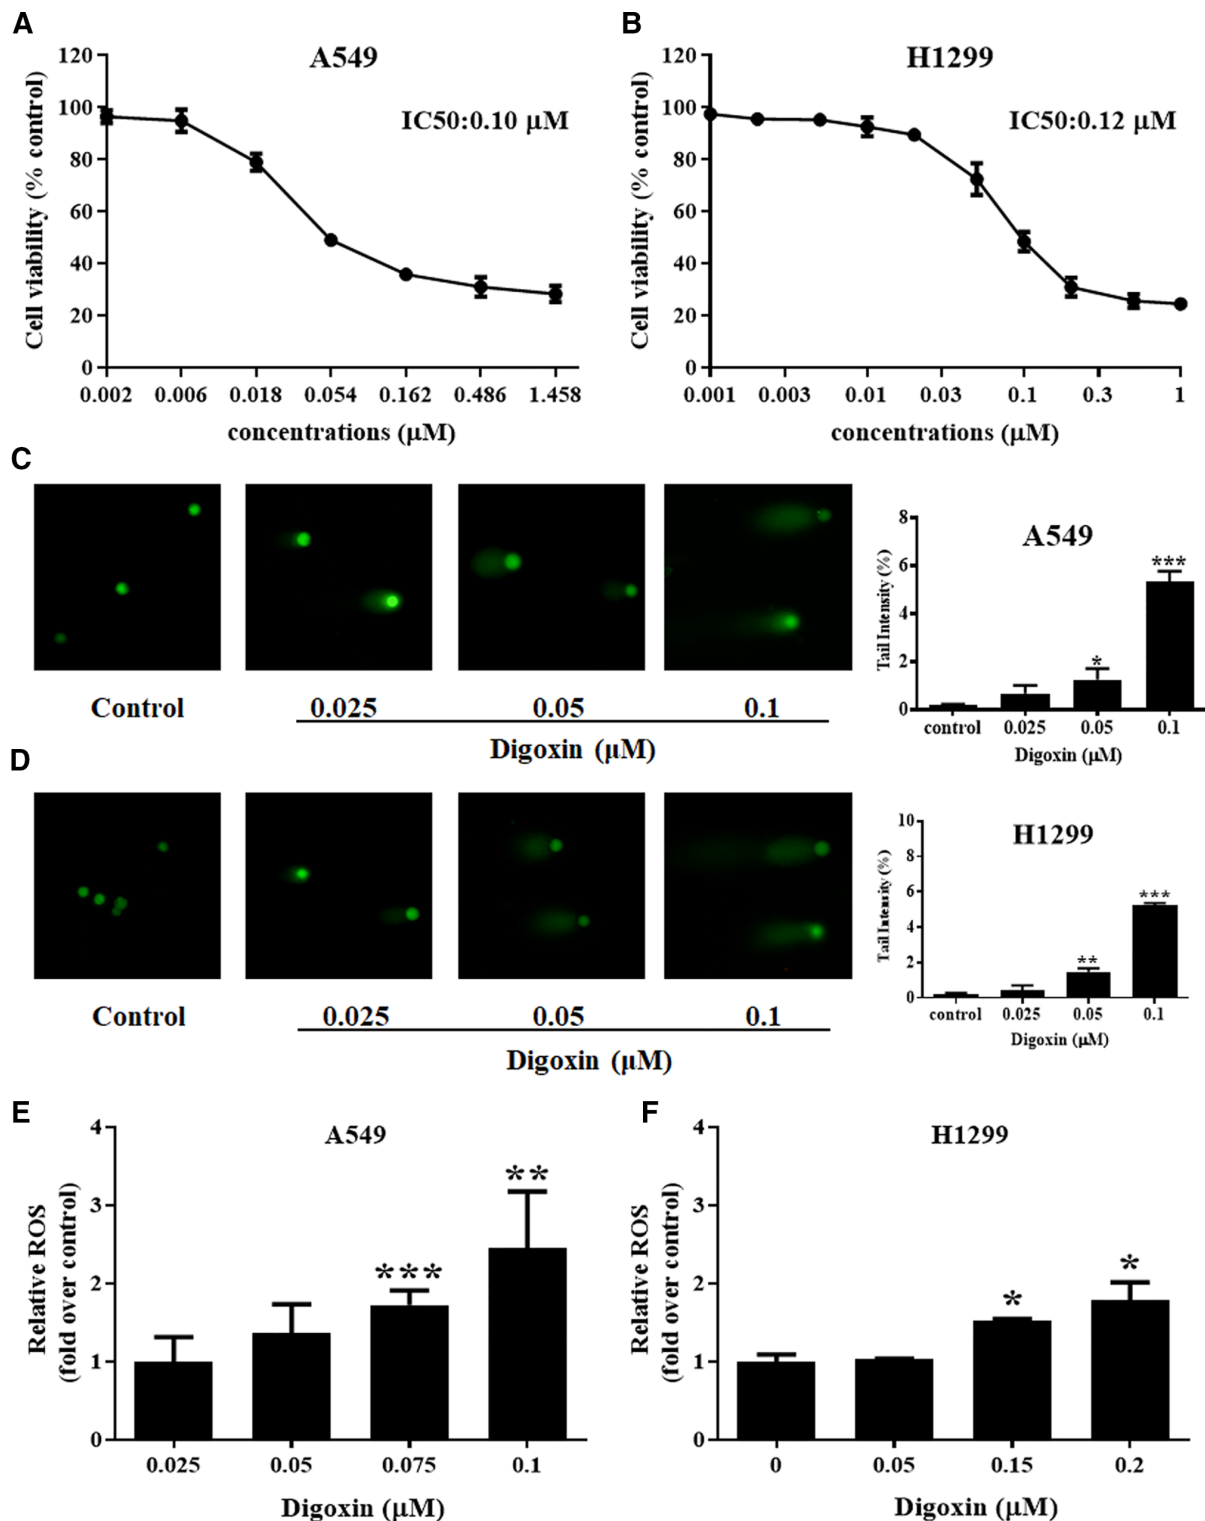 A
A549
IC50:0.10 µM
Cell viability (% control)
120
100
80
60
40
20
0
0.002 0.006 0.018 0.054 0.162 0.486 1.458
concentrations (µM)
B
H1299
IC50:0.12 µM
Cell viability (% control)
120
100
80
60
40
20
0
0.001 0.003 0.01 0.03 0.1 0.3 1
concentrations (µM)
C
Control 0.025 0.05 0.1
Digoxin (µM)
A549
Tail Intensity (%)
8
6
4
2
0
* ***
control 0.025 0.05 0.1
Digoxin (µM)
D
Control 0.025 0.05 0.1
Digoxin (µM)
H1299
Tail Intensity (%)
10
8
6
4
2
0
** ***
control 0.025 0.05 0.1
Digoxin (µM)
E
A549
Relative ROS
(fold over control)
4
3
2
1
0
*** **
0.025 0.05 0.075 0.1
Digoxin (µM)
F
H1299
Relative ROS
(fold over control)
4
3
2
1
0
* *
0 0.05 0.15 0.2
Digoxin (µM)